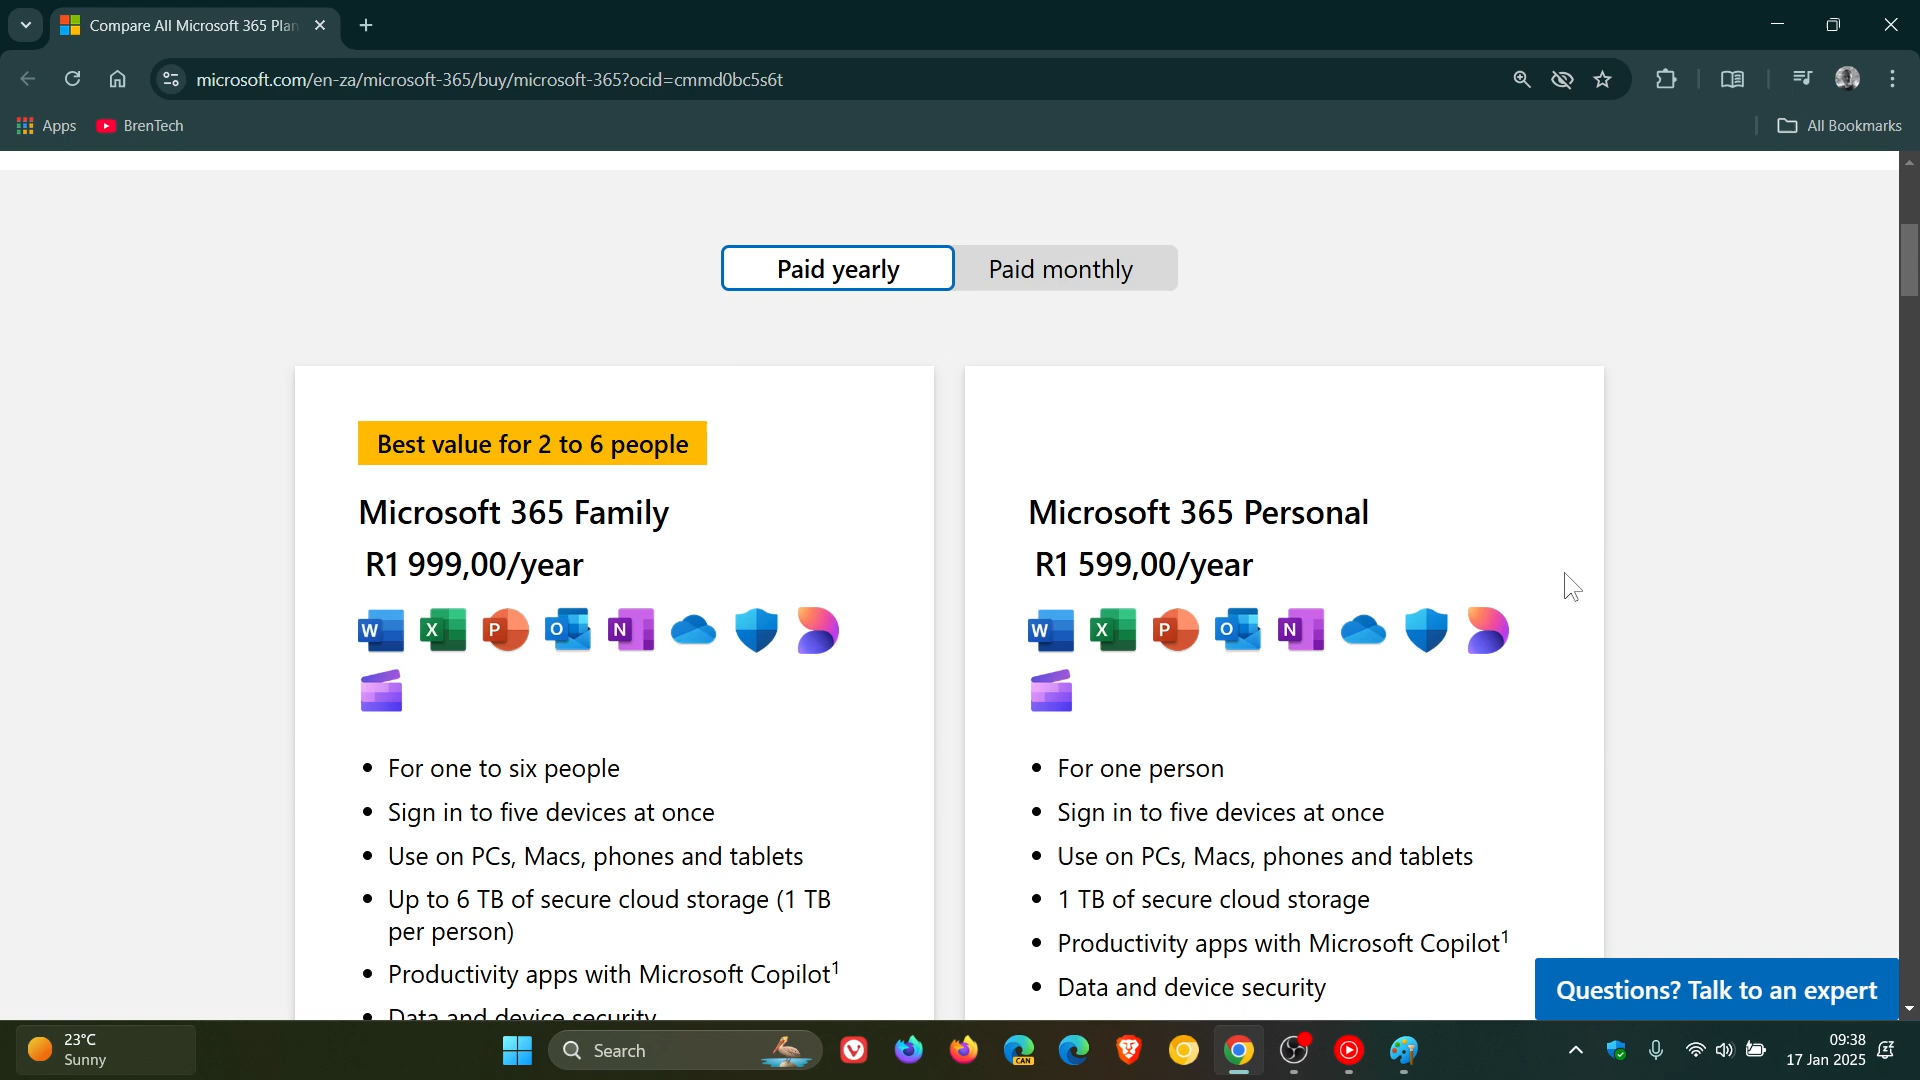 Compare All Microsoft 365 Plan
microsoft.com/en-za/microsoft-365/buy/microsoft-365?ocid=cmmd0bc5s6t
Apps
BrenTech
All Bookmarks
Paid yearly
Paid monthly
Best value for 2 to 6 people
Microsoft 365 Family
R1 999,00/year
W X P O N
For one to six people
Sign in to five devices at once
Use on PCs, Macs, phones and tablets
Up to 6 TB of secure cloud storage (1 TB
per person)
Productivity apps with Microsoft Copilot1
Data and device security
Microsoft 365 Personal
R1 599,00/year
W X P O N
For one person
Sign in to five devices at once
Use on PCs, Macs, phones and tablets
1 TB of secure cloud storage
Productivity apps with Microsoft Copilot1
Data and device security
Questions? Talk to an expert
23°C
Sunny
Search
CAN
09:38
17 Jan 2025